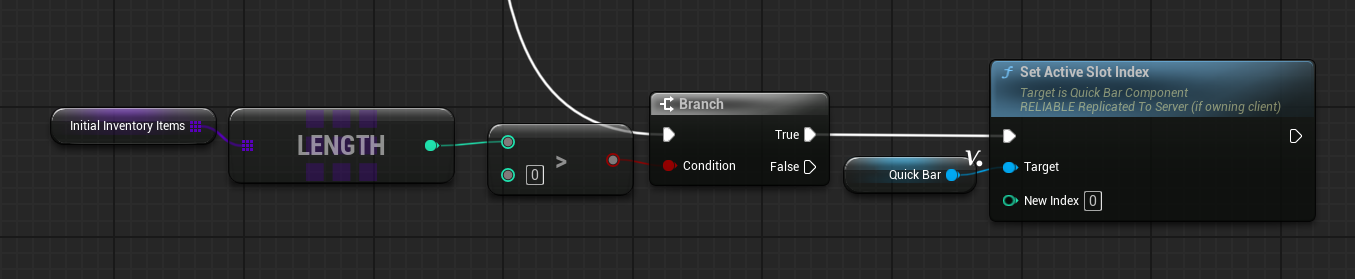 Initial Inventory Items
LENGTH
0
>
Branch
True
Condition
False
Quick Bar
v.
Set Active Slot Index
Target is Quick Bar Component
RELIABLE Replicated To Server (if owning client)
Target
New Index 0